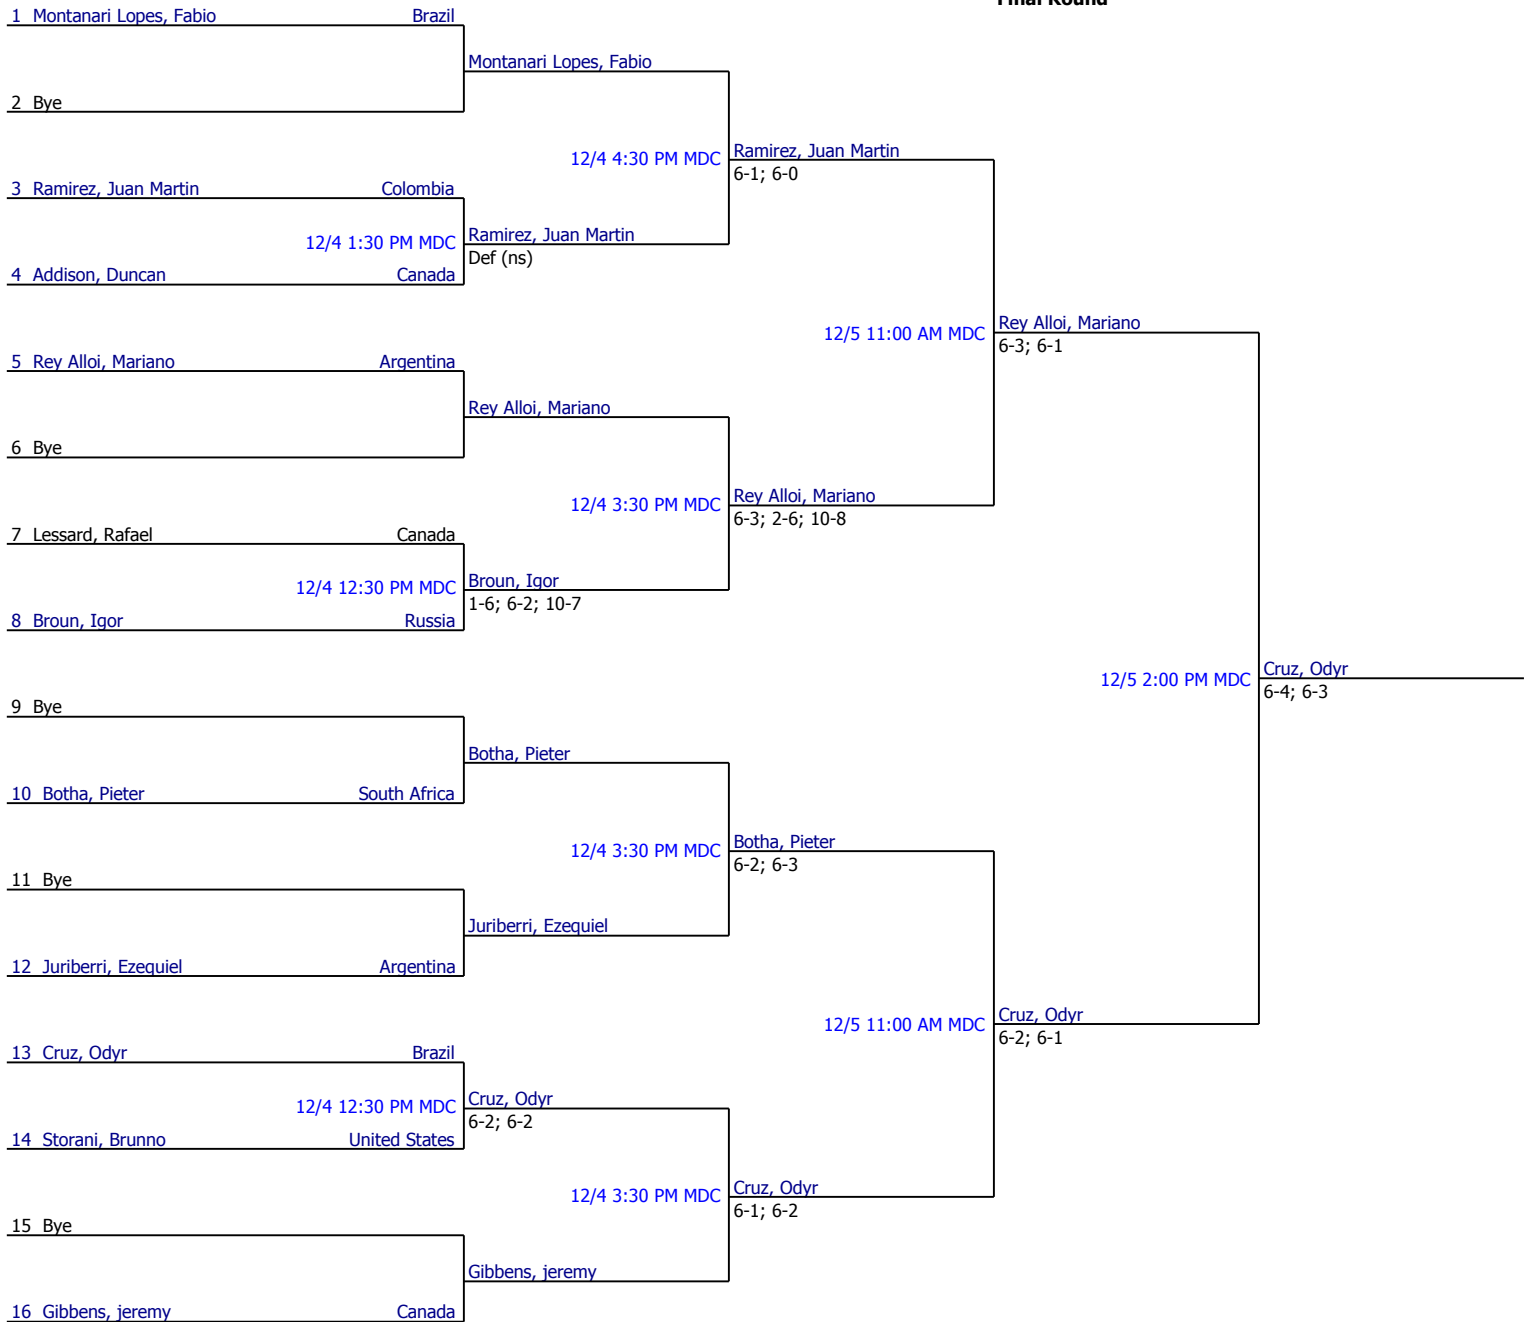 Final Round
1 Montanari Lopes, Fabio Brazil
Montanari Lopes, Fabio
2 Bye
12/4 4:30 PM MDC Ramirez, Juan Martin
6-1; 6-0
3 Ramirez, Juan Martin Colombia
12/4 1:30 PM MDC Ramirez, Juan Martin
Def (ns)
4 Addison, Duncan Canada
12/5 11:00 AM MDC Rey Alloi, Mariano
6-3; 6-1
5 Rey Alloi, Mariano Argentina
Rey Alloi, Mariano
6 Bye
12/4 3:30 PM MDC Rey Alloi, Mariano
6-3; 2-6; 10-8
7 Lessard, Rafael Canada
12/4 12:30 PM MDC Broun, Igor
1-6; 6-2; 10-7
8 Broun, Igor Russia
12/5 2:00 PM MDC Cruz, Odyr
6-4; 6-3
9 Bye
Botha, Pieter
10 Botha, Pieter South Africa
12/4 3:30 PM MDC Botha, Pieter
6-2; 6-3
11 Bye
Juriberri, Ezequiel
12 Juriberri, Ezequiel Argentina
12/5 11:00 AM MDC Cruz, Odyr
6-2; 6-1
13 Cruz, Odyr Brazil
12/4 12:30 PM MDC Cruz, Odyr
6-2; 6-2
14 Storani, Brunno United States
12/4 3:30 PM MDC Cruz, Odyr
6-1; 6-2
15 Bye
Gibbens, jeremy
16 Gibbens, jeremy Canada